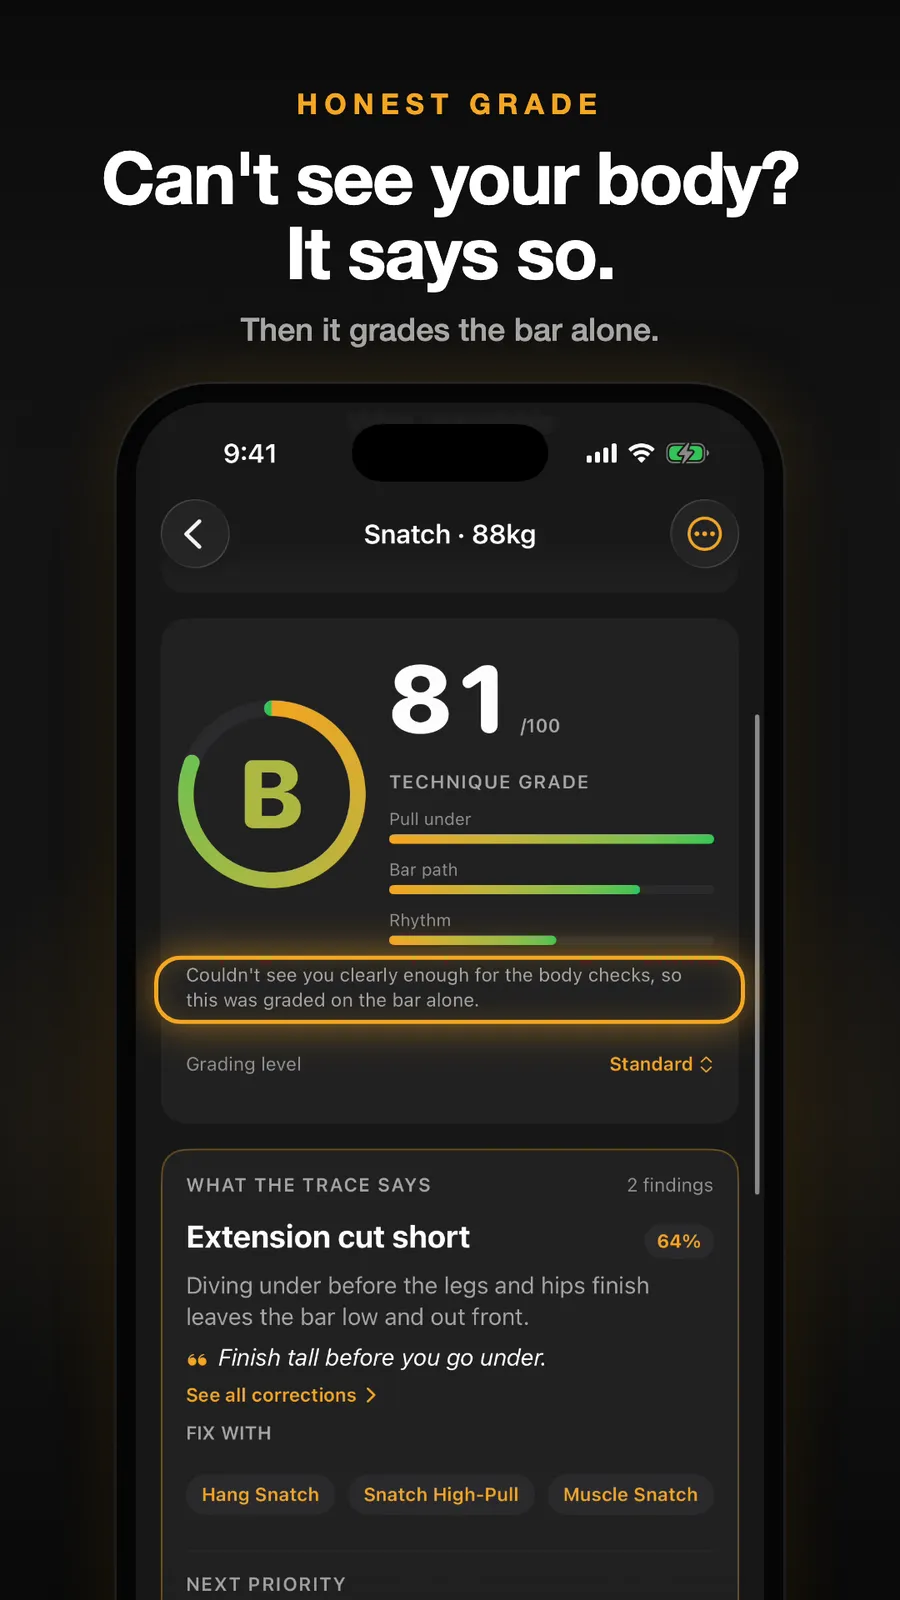 HONEST GRADE
Can't see your body?
It says so.
Then it grades the bar alone.
9:41
Snatch · 88kg
B
81 /100
TECHNIQUE GRADE
Pull under
Bar path
Rhythm
Couldn't see you clearly enough for the body checks, so
this was graded on the bar alone.
Grading level Standard
WHAT THE TRACE SAYS 2 findings
Extension cut short 64%
Diving under before the legs and hips finish
leaves the bar low and out front.
“ Finish tall before you go under.
See all corrections
FIX WITH
Hang Snatch Snatch High-Pull Muscle Snatch
NEXT PRIORITY